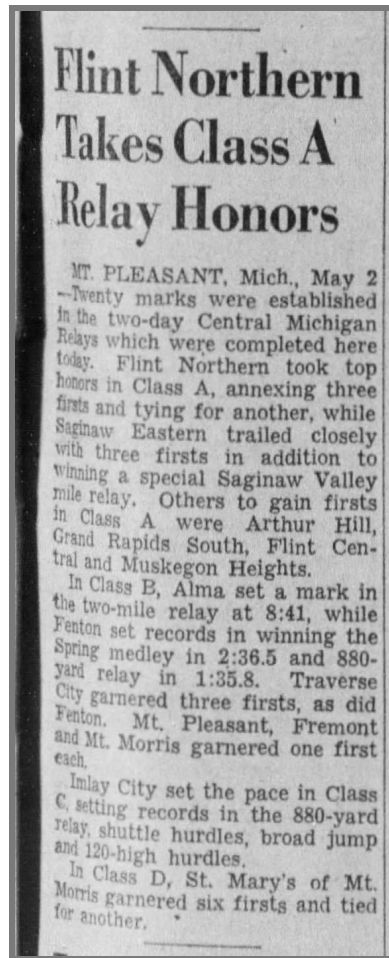 Flint Northern
Takes Class A
Relay Honors
MT. PLEASANT, Mich., May 2
—Twenty marks were established
in the two-day Central Michigan
Relays which were completed here
today. Flint Northern took top
honors in Class A, annexing three
firsts and tying for another, while
Saginaw Eastern trailed closely
with three firsts in addition to
winning a special Saginaw Valley
mile relay. Others to gain firsts
in Class A were Arthur Hill,
Grand Rapids South, Flint Cen-
tral and Muskegon Heights.
In Class B, Alma set a mark in
the two-mile relay at 8:41, while
Fenton set records in winning the
Spring medley in 2:36.5 and 880-
yard relay in 1:35.8. Traverse
City garnered three firsts, as did
Fenton. Mt. Pleasant, Fremont
and Mt. Morris garnered one first
each.
Imlay City set the pace in Class
C, setting records in the 880-yard
relay, shuttle hurdles, broad jump
and 120-high hurdles.
In Class D, St. Mary's of Mt.
Morris garnered six firsts and tied
for another.